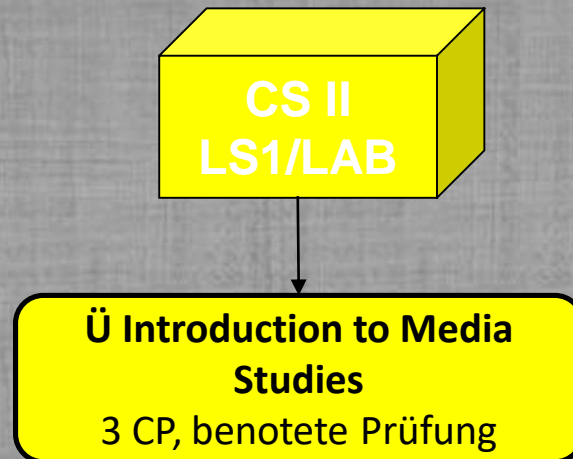 CS II
LS1/LAB
Ü Introduction to Media
Studies
3 CP, benotete Prüfung